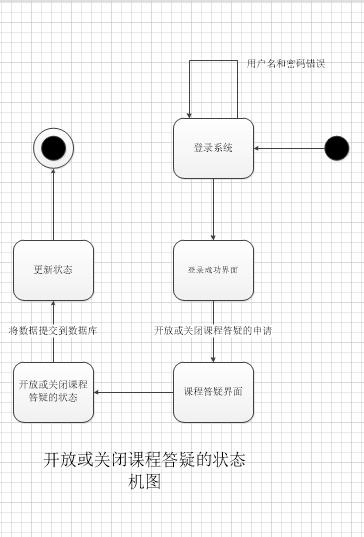 用户名和密码错误
登录系统
更新状态
登录成功界面
将数据提交到数据库
开放或关闭课程答疑的申请
开放或关闭课程
答疑的状态
课程答疑界面
开放或关闭课程答疑的状态
机图